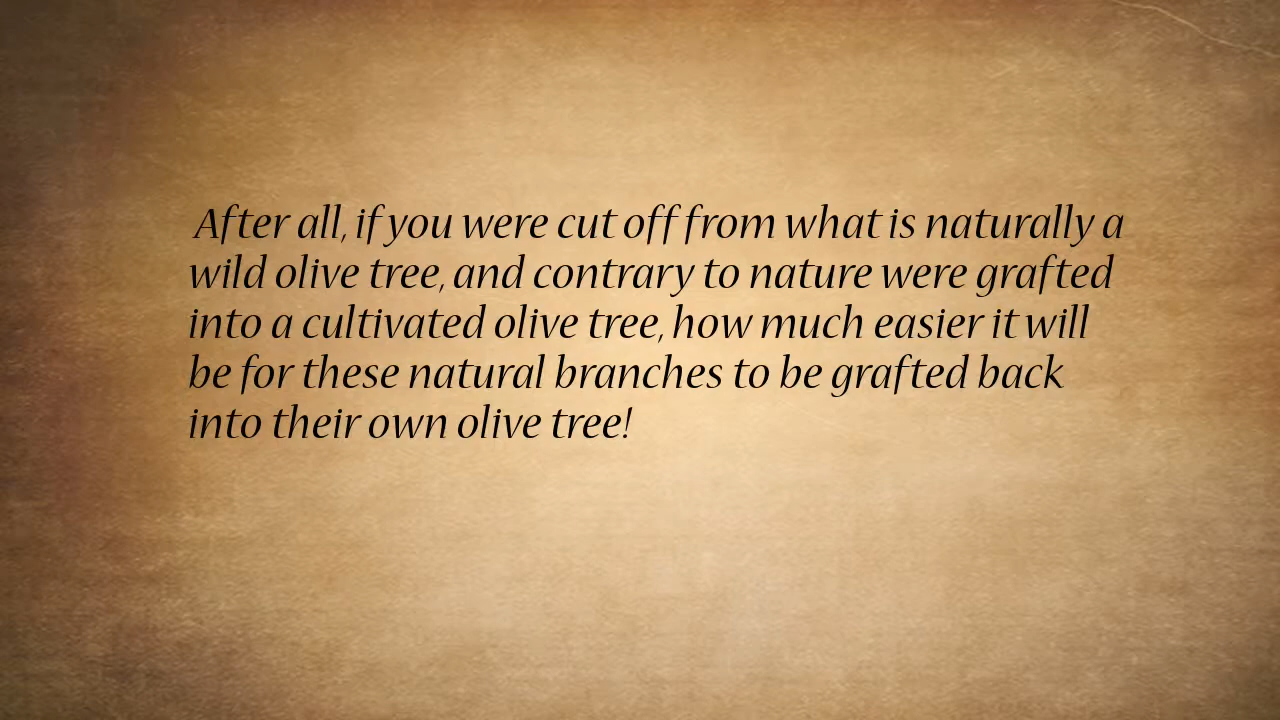 After all, if you were cut off from what is naturally a
wild olive tree, and contrary to nature were grafted
into a cultivated olive tree, how much easier it will
be for these natural branches to be grafted back
into their own olive tree!